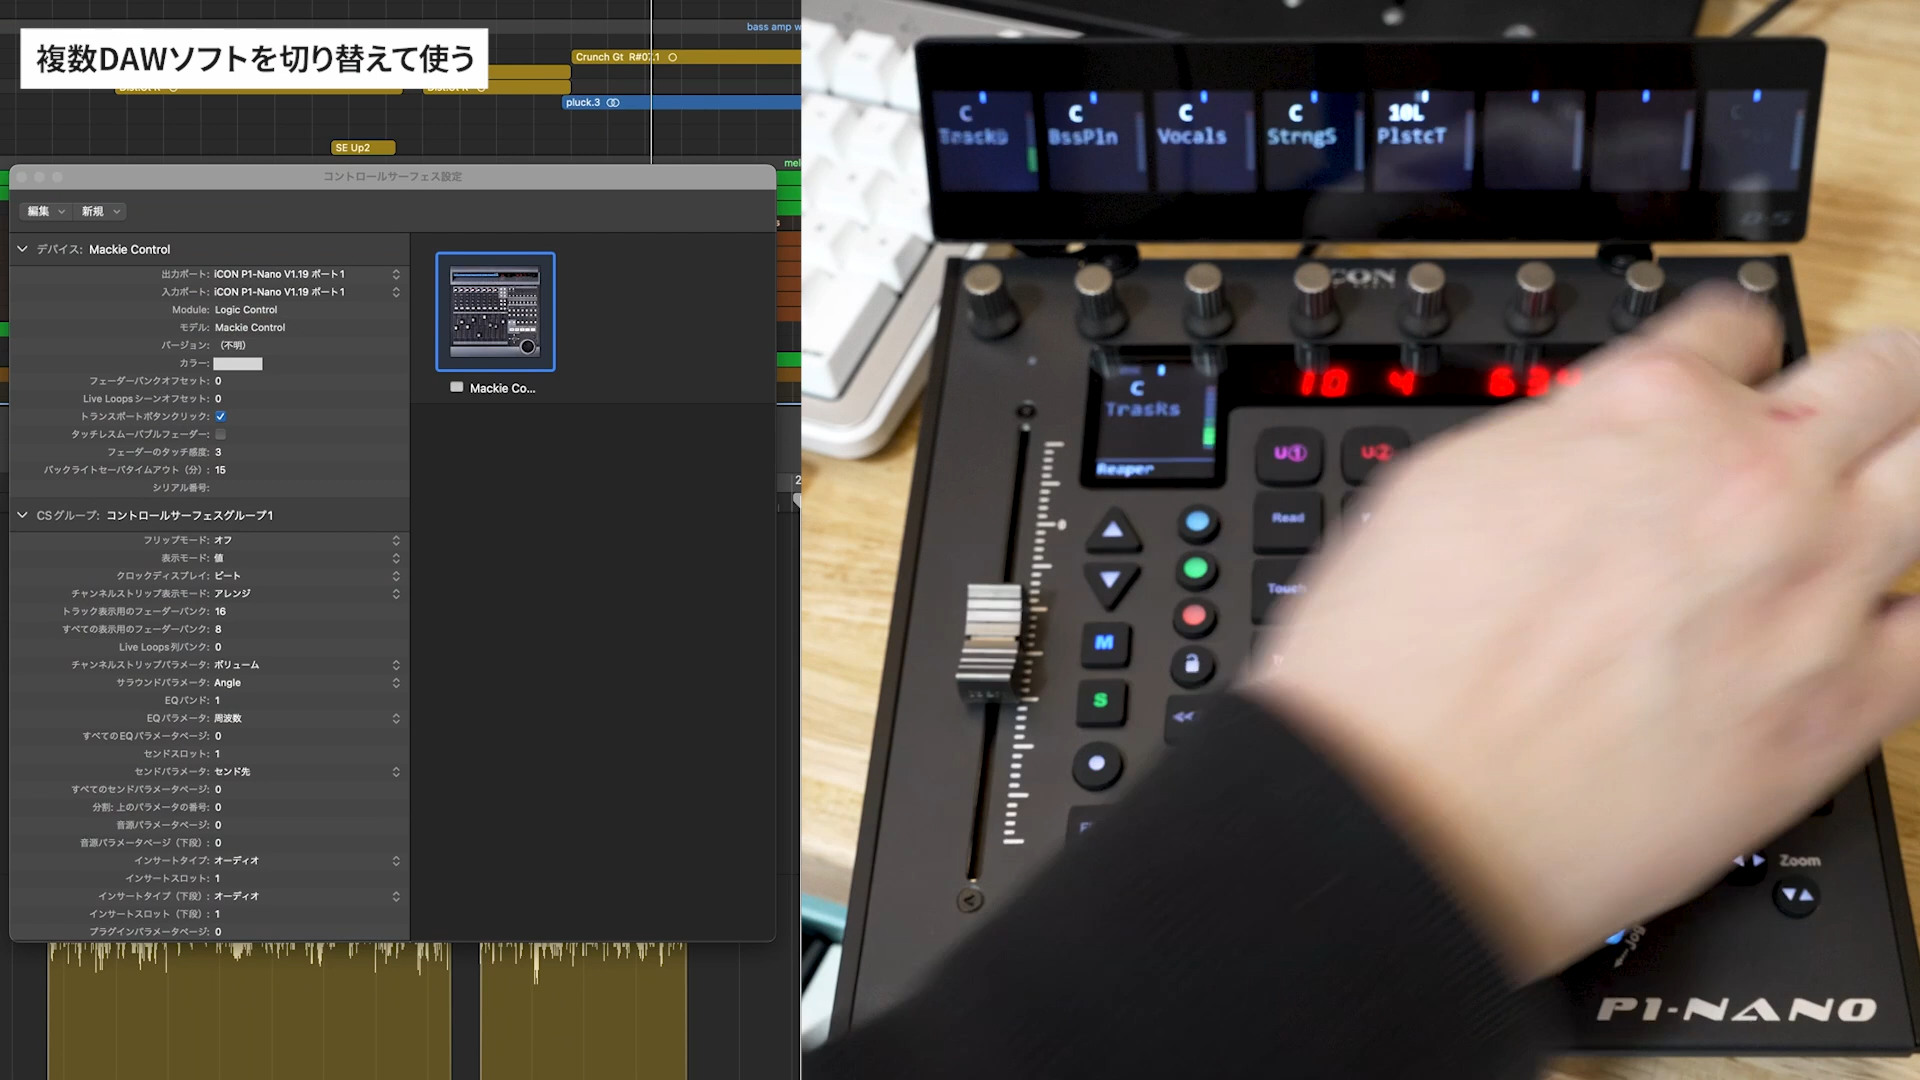 複数DAWソフトを切り替えて使う
bass amp w
Crunch Gt
pluck.3
SE Up2
mel
コントロールサーフェス設定
編集
新規
デバイス: Mackie Control
出力ポート: iCON P1-Nano V1.19 ポート1
入力ポート: iCON P1-Nano V1.19 ポート1
Module: Logic Control
モデル: Mackie Control
バージョン: （不明）
カラー:
フェーダーバンクオフセット: 0
Live Loopsシーンオフセット: 0
トランスポートボタンクリック:
タッチレスムーバブルフェーダー:
フェーダーのタッチ感度: 3
バックライトセーバタイムアウト（分）: 15
シリアル番号:
CSグループ: コントロールサーフェスグループ1
フリップモード: オフ
表示モード: 値
クロックディスプレイ: ビート
チャンネルストリップ表示モード: アレンジ
トラック表示用のフェーダーバンク: 16
すべての表示用のフェーダーバンク: 8
Live Loops列バンク: 0
チャンネルストリップパラメータ: ボリューム
サラウンドパラメータ: Angle
EQバンド: 1
EQパラメータ: 周波数
すべてのEQパラメータページ: 0
センドスロット: 1
センドパラメータ: センド先
すべてのセンドパラメータページ: 0
分割: 上のパラメータの番号: 0
音源パラメータページ: 0
音源パラメータページ（下段）: 0
インサートタイプ: オーディオ
インサートスロット: 1
インサートタイプ（下段）: オーディオ
インサートスロット（下段）: 1
プラグインパラメータページ: 0
Mackie Co...
C
C
C
C
10L
BssPln
Vocals
StrngS
PlstcT
D-5
iCON
C
Reaper
10 4
U①
U②
Read
Touch
M
S
<<
Zoom
Jog
P1-NANO